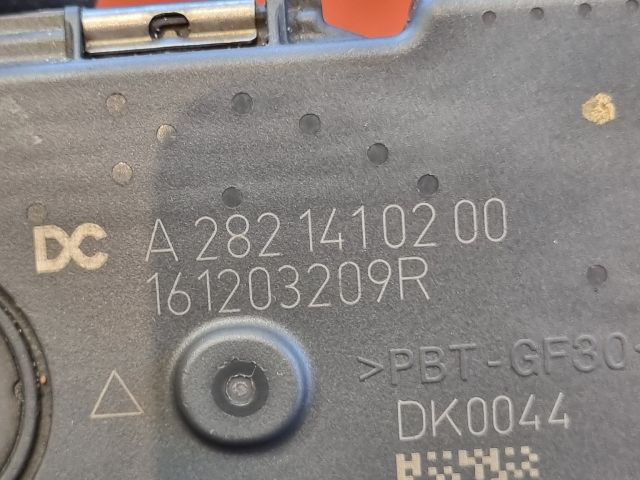 DC A 282 141 02 00
161203209R
>PBT-GF30<
DK0044